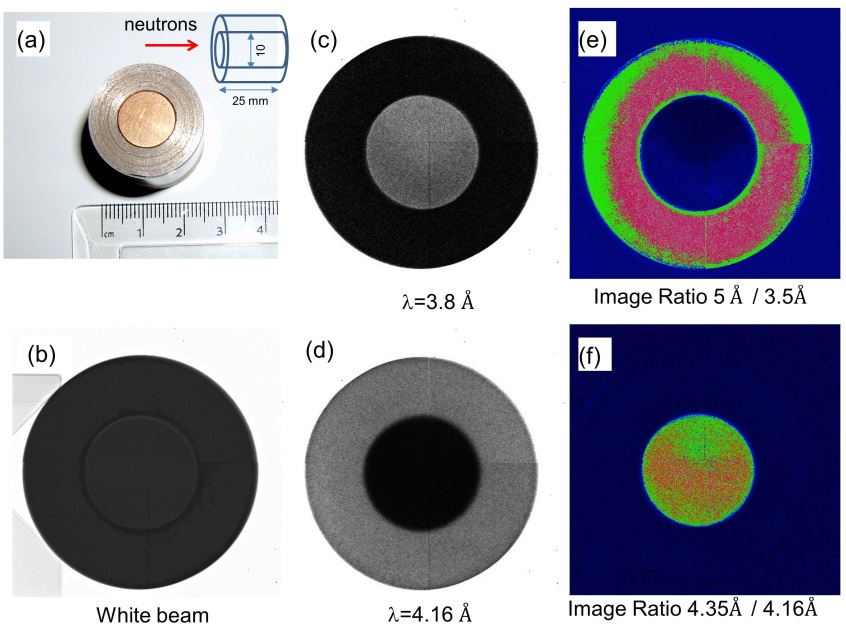 (a)
neutrons
10
25 mm
cm 1 2 3 4
(b)
White beam
(c)
λ=3.8 Å
(d)
λ=4.16 Å
(e)
Image Ratio 5 Å / 3.5Å
(f)
Image Ratio 4.35Å / 4.16Å